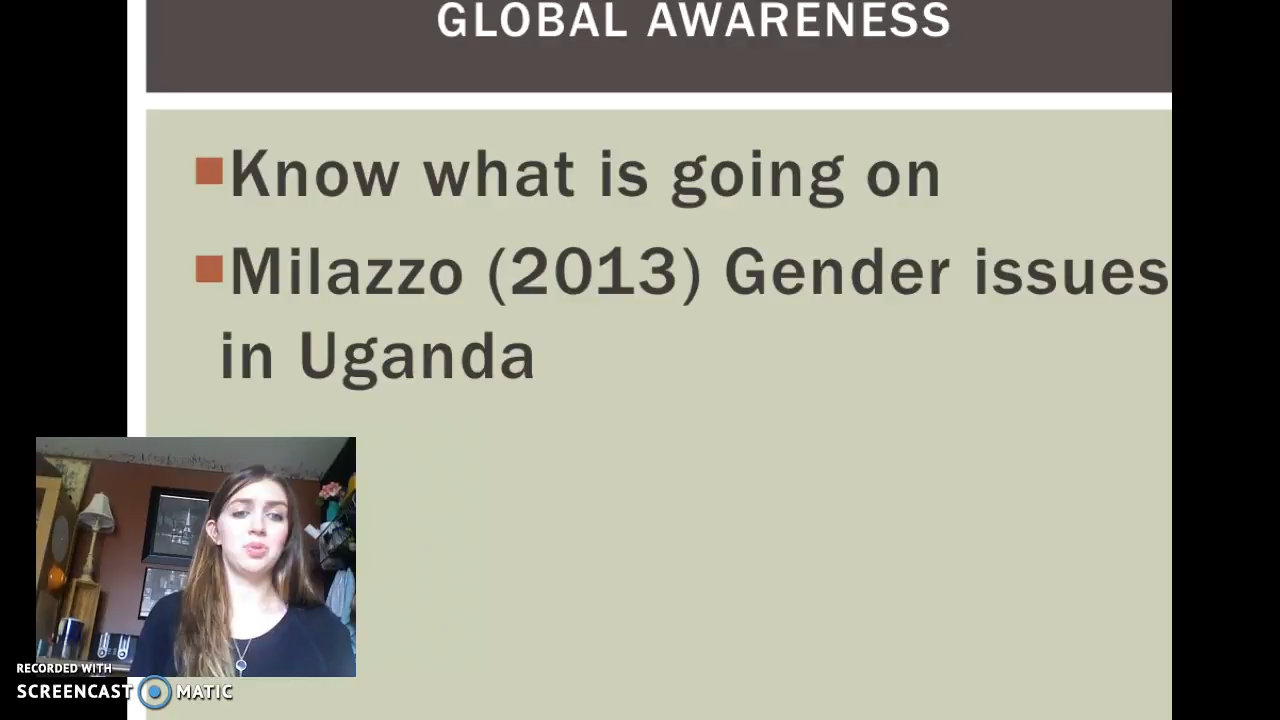 GLOBAL AWARENESS
Know what is going on
Milazzo (2013) Gender issues
in Uganda
RECORDED WITH
SCREENCAST MATIC